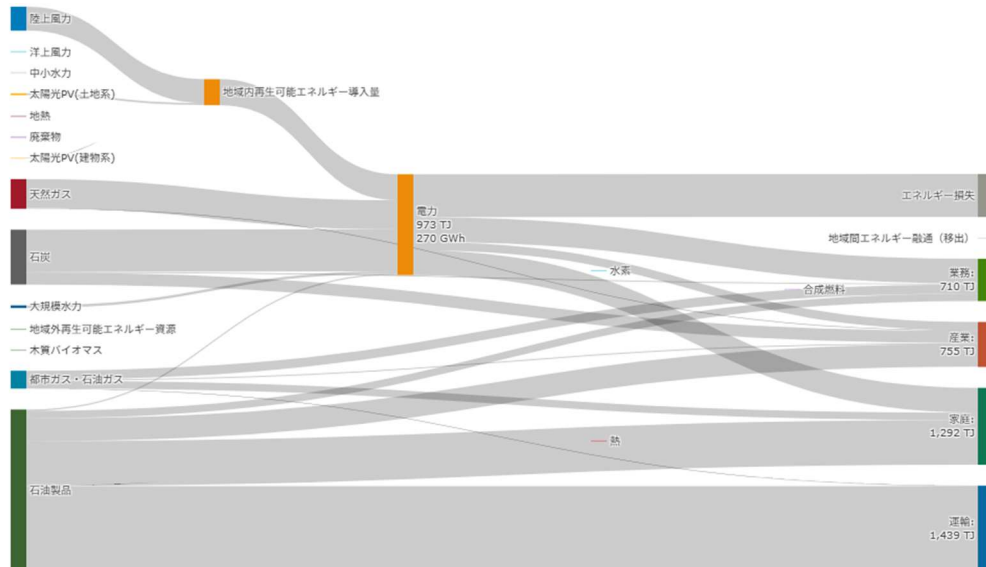 陸上風力
洋上風力
中小水力
太陽光PV(土地系)
地熱
廃棄物
太陽光PV(建物系)
天然ガス
石炭
大規模水力
地域外再生可能エネルギー資源
木質バイオマス
都市ガス・石油ガス
石油製品
地域内再生可能エネルギー導入量
電力
973 TJ
270 GWh
水素
合成燃料
熱
エネルギー損失
地域間エネルギー融通（移出）
業務:
710 TJ
産業:
755 TJ
家庭:
1,292 TJ
運輸:
1,439 TJ